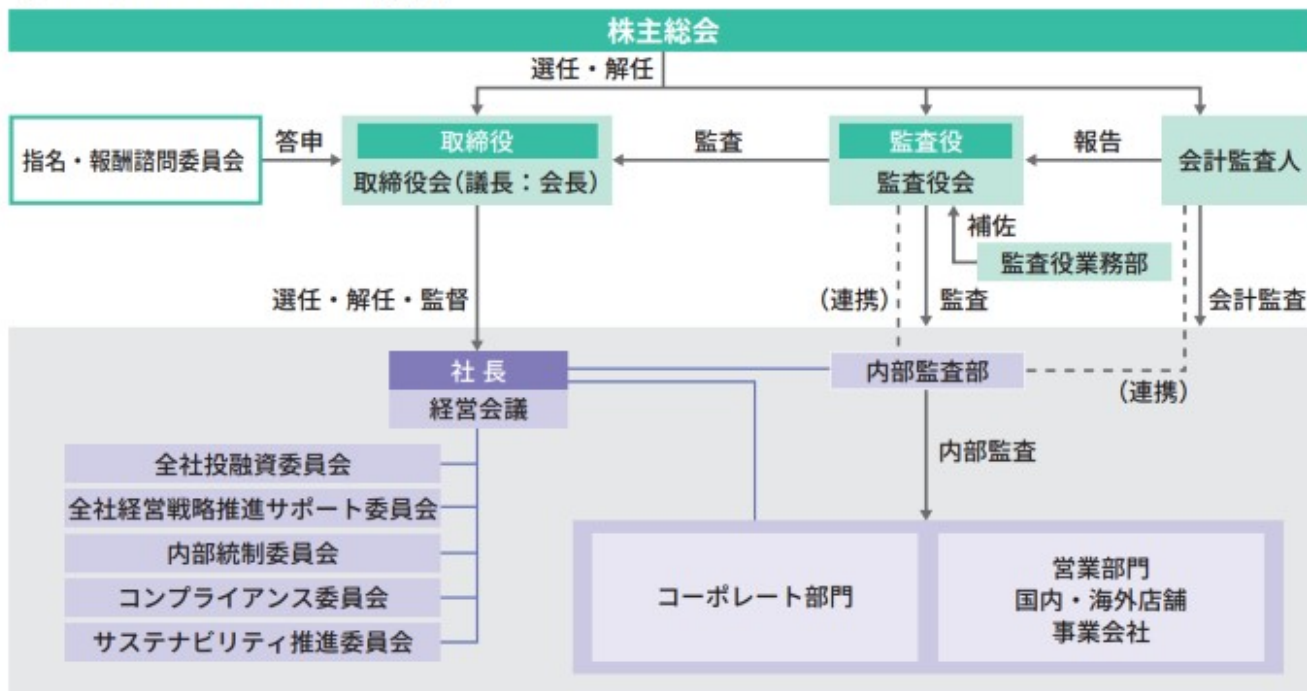 株主総会
選任・解任
指名・報酬諮問委員会
答申
取締役
取締役会(議長：会長)
監査
監査役
監査役会
報告
会計監査人
補佐
監査役業務部
選任・解任・監督
(連携)
監査
会計監査
社長
経営会議
内部監査部
(連携)
内部監査
全社投融資委員会
全社経営戦略推進サポート委員会
内部統制委員会
コンプライアンス委員会
サステナビリティ推進委員会
コーポレート部門
営業部門
国内・海外店舗
事業会社